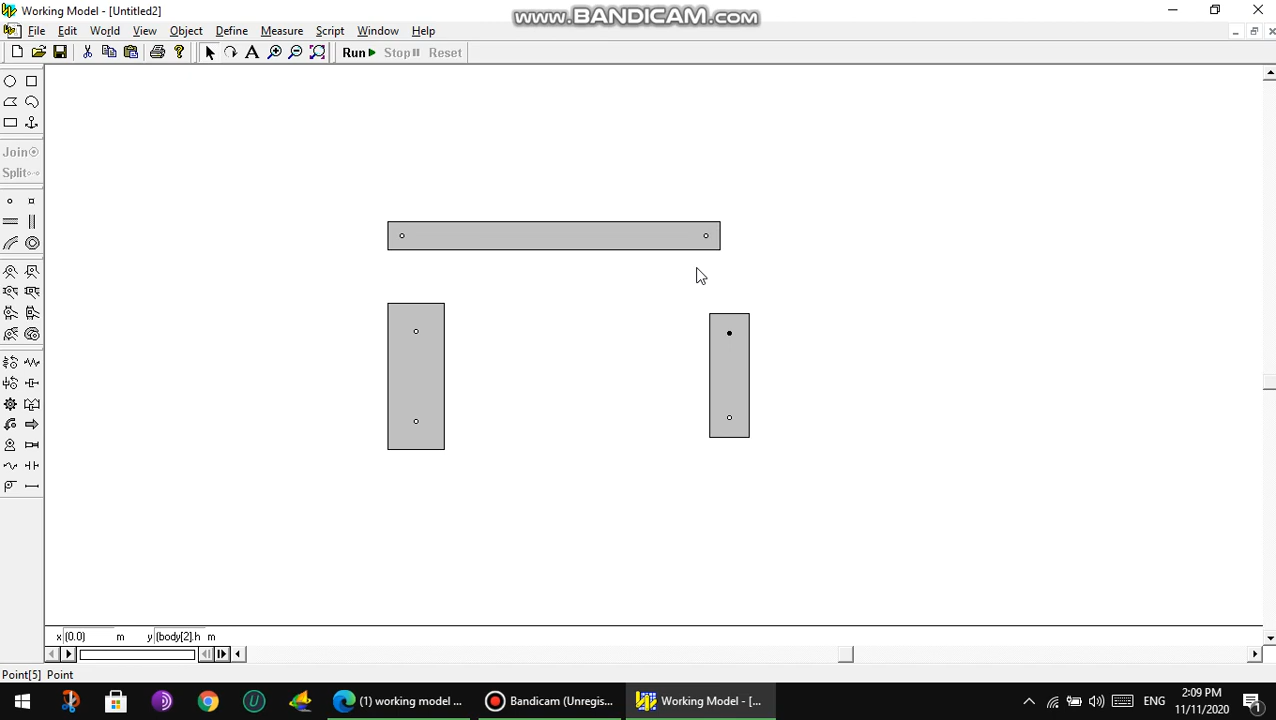 Working Model - [Untitled2]
www.BANDICAM.com
File Edit World View Object Define Measure Script Window Help
Run Stop Reset
Join
Split
x (0.0) m y (body[2].h m
Point[5] Point
(1) working model ...
Bandicam (Unregis...
Working Model - [...
ENG
2:09 PM
11/11/2020
1